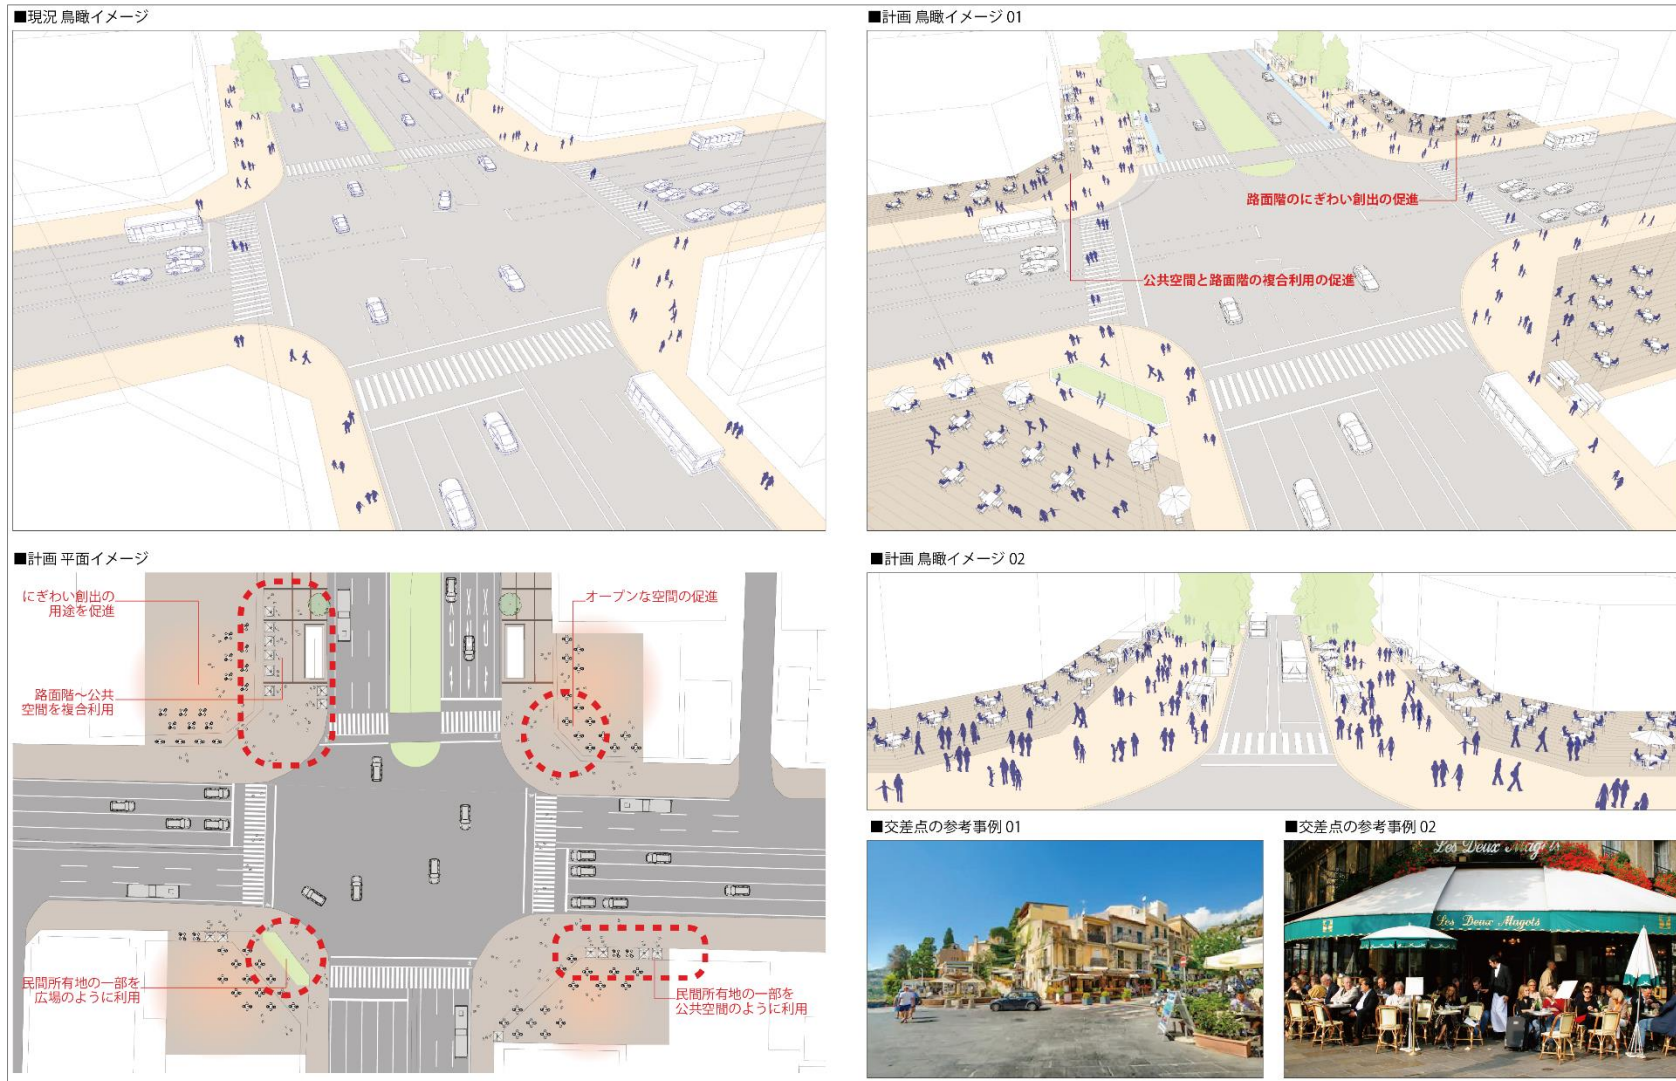 ■現況 鳥瞰イメージ
■計画 鳥瞰イメージ 01
路面階のにぎわい創出の促進
公共空間と路面階の複合利用の促進
■計画 平面イメージ
にぎわい創出の
用途を促進
オープンな空間の促進
路面階～公共
空間を複合利用
民間所有地の一部を
広場のように利用
民間所有地の一部を
公共空間のように利用
■計画 鳥瞰イメージ 02
■交差点の参考事例 01
■交差点の参考事例 02
Les Deux Magots
Les Deux Magots